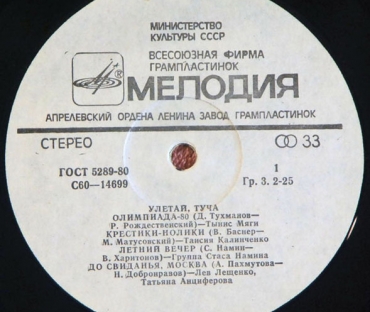 МИНИСТЕРСТВО
КУЛЬТУРЫ СССР
ВСЕСОЮЗНАЯ ФИРМА
ГРАМПЛАСТИНОК
®
МЕЛОДИЯ
АПРЕЛЕВСКИЙ ОРДЕНА ЛЕНИНА ЗАВОД ГРАМПЛАСТИНОК
СТЕРЕО 33
ГОСТ 5289-80 1
С60-14699 Гр. 3. 2-25
УЛЕТАЙ, ТУЧА
ОЛИМПИАДА-80 (Д. Тухманов—
Р. Рождественский)—Тынис Мяги
КРЕСТИКИ-НОЛИКИ (В. Баснер—
М. Матусовский)—Таисия Калинченко
ЛЕТНИЙ ВЕЧЕР (С. Намин—
В. Харитонов)—Группа Стаса Намина
ДО СВИДАНЬЯ, МОСКВА (А. Пахмутова—
Н. Добронравов)—Лев Лещенко,
Татьяна Анциферова